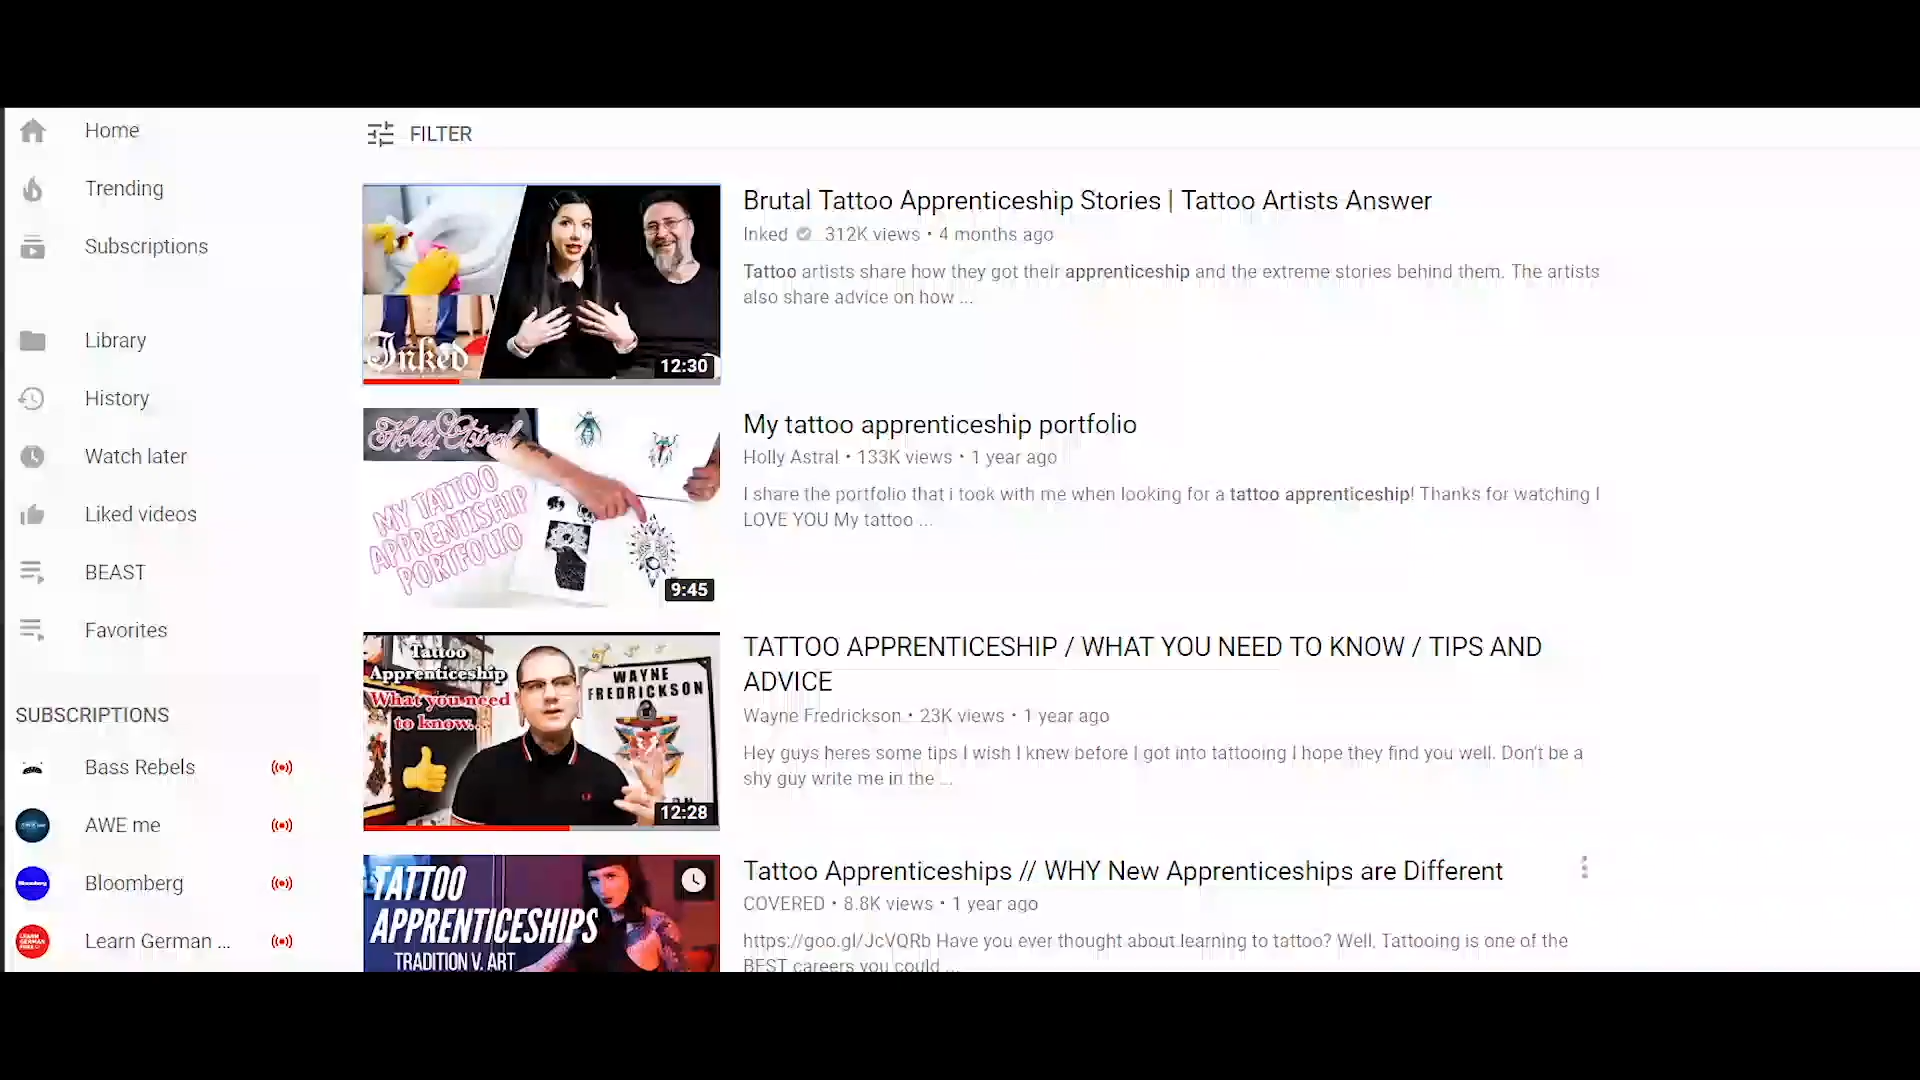 Home
Trending
Subscriptions
Library
History
Watch later
Liked videos
BEAST
Favorites
SUBSCRIPTIONS
Bass Rebels
AWE me
Bloomberg
Learn German ...
FILTER
Inked
12:30
Brutal Tattoo Apprenticeship Stories | Tattoo Artists Answer
Inked 312K views • 4 months ago
Tattoo artists share how they got their apprenticeship and the extreme stories behind them. The artists
also share advice on how ...
Holly Astral
MY TATTOO
APPRENTISHIP
PORTFOLIO
9:45
My tattoo apprenticeship portfolio
Holly Astral • 133K views • 1 year ago
I share the portfolio that i took with me when looking for a tattoo apprenticeship! Thanks for watching I
LOVE YOU My tattoo ...
Tattoo
Apprenticeship
What you need
to know...
WAYNE
FREDRICKSON
12:28
TATTOO APPRENTICESHIP / WHAT YOU NEED TO KNOW / TIPS AND
ADVICE
Wayne Fredrickson • 23K views • 1 year ago
Hey guys heres some tips I wish I knew before I got into tattooing I hope they find you well. Don't be a
shy guy write me in the ...
TATTOO
APPRENTICESHIPS
TRADITION V. ART
Tattoo Apprenticeships // WHY New Apprenticeships are Different
COVERED • 8.8K views • 1 year ago
https://goo.gl/JcVQRb Have you ever thought about learning to tattoo? Well, Tattooing is one of the
BEST careers you could ...